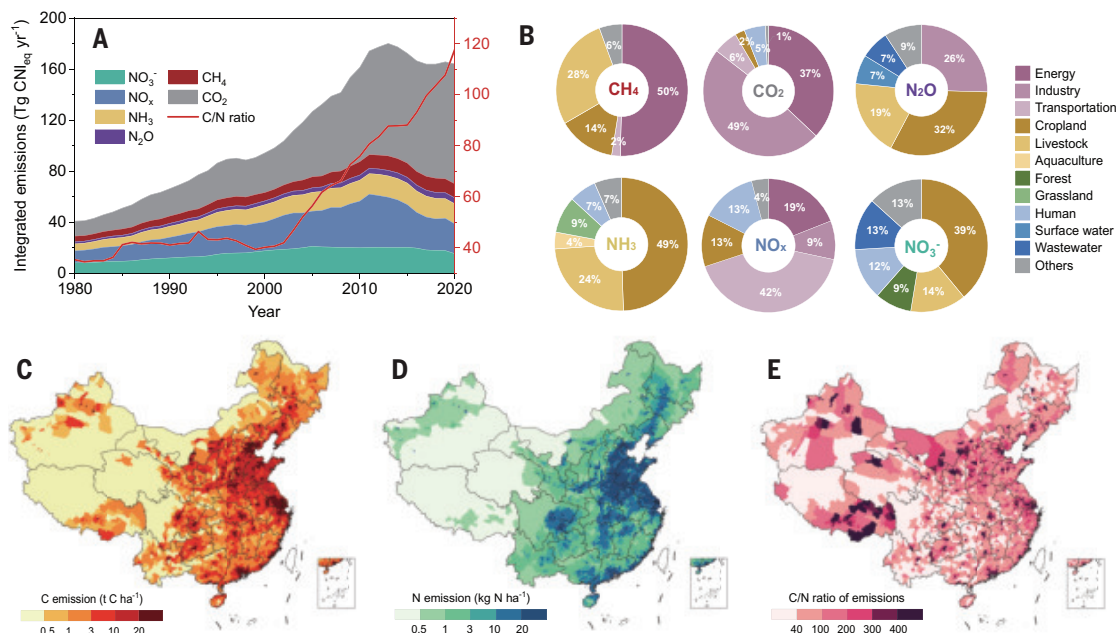 A
Integrated emissions (Tg CNIeq yr-1)
200
160
120
80
40
0
NO3-
NOx
NH3
N2O
CH4
CO2
C/N ratio
120
100
80
60
40
1980
1990
2000
2010
2020
Year
B
CH4
50%
2%
14%
28%
6%
CO2
1%
37%
49%
6%
2%
5%
N2O
26%
32%
19%
7%
7%
9%
NH3
49%
24%
4%
9%
7%
7%
NOx
19%
9%
42%
13%
13%
4%
NO3-
39%
14%
9%
12%
13%
13%
Energy
Industry
Transportation
Cropland
Livestock
Aquaculture
Forest
Grassland
Human
Surface water
Wastewater
Others
C
C emission (t C ha-1)
0.5 1 3 10 20
D
N emission (kg N ha-1)
0.5 1 3 10 20
E
C/N ratio of emissions
40 100 200 300 400